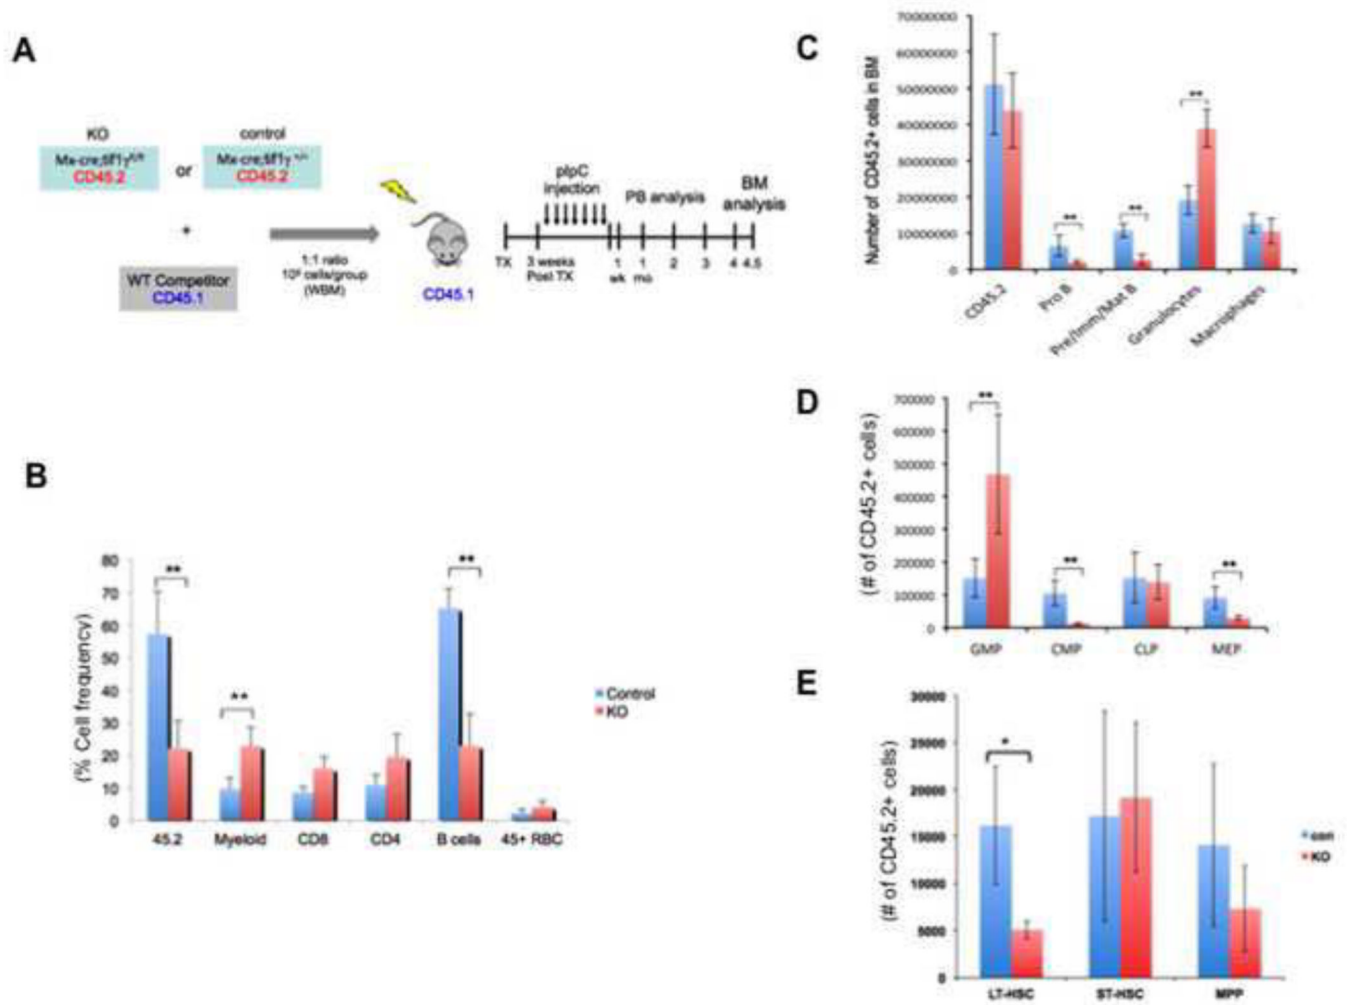 A
KO
control
Mx-cre;tif1γfl/fl
or
Mx-cre;tif1γ +/+
CD45.2
CD45.2
+
WT Competitor
CD45.1
1:1 ratio
cells/group
(WBM)
CD45.1
pIpC
Injection
PB analysis
BM
analysis
TX
3 weeks
Post TX
1
wk
1
mo
2
3
4
4.5
B
(% Cell frequency)
80
70
60
50
40
30
20
10
0
**
**
**
45.2
Myeloid
CD8
CD4
B cells
45+ RBC
Control
KO
C
Number of CD45.2+ cells in BM
70000000
60000000
50000000
40000000
30000000
20000000
10000000
0
**
**
**
CD45.2
Pro B
Pre/Imm/Mat B
Granulocytes
Macrophages
D
(# of CD45.2+ cells)
700000
600000
500000
400000
300000
200000
100000
0
**
**
**
GMP
CMP
CLP
MEP
E
(# of CD45.2+ cells)
30000
25000
20000
15000
10000
5000
0
*
LT-HSC
ST-HSC
MPP
con
KO